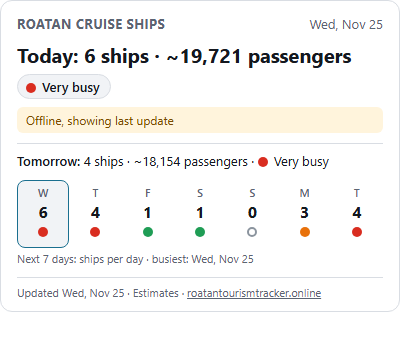 ROATAN CRUISE SHIPS Wed, Nov 25
Today: 6 ships · ~19,721 passengers
Very busy
Offline, showing last update
Tomorrow: 4 ships · ~18,154 passengers · Very busy
W T F S S M T
6 4 1 1 0 3 4
Next 7 days: ships per day · busiest: Wed, Nov 25
Updated Wed, Nov 25 · Estimates · roatantourismtracker.online